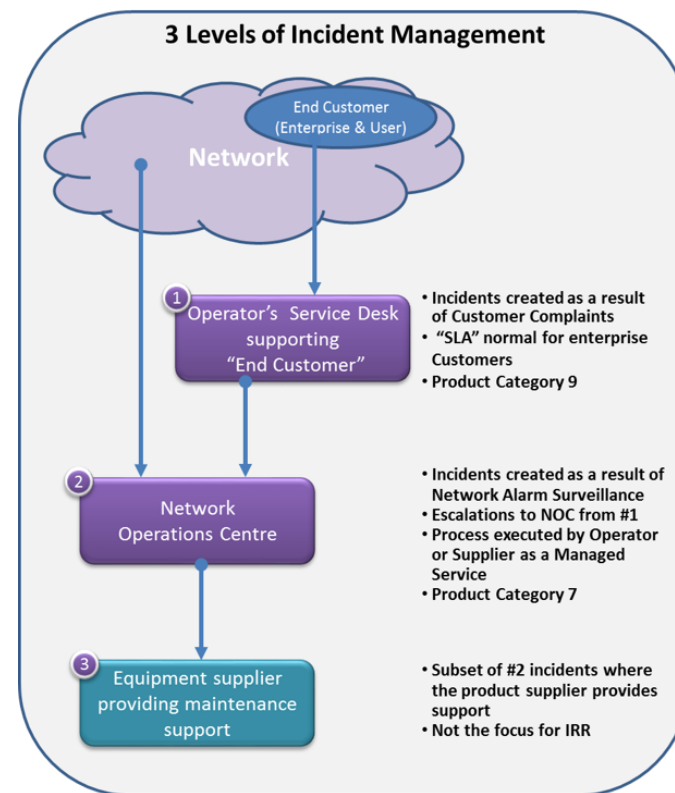 3 Levels of Incident Management
End Customer
(Enterprise & User)
Network
1
Operator's Service Desk
supporting
"End Customer"
• Incidents created as a result
of Customer Complaints
• "SLA" normal for enterprise
Customers
• Product Category 9
2
Network
Operations Centre
• Incidents created as a result of
Network Alarm Surveillance
• Escalations to NOC from #1
• Process executed by Operator
or Supplier as a Managed
Service
• Product Category 7
3
Equipment supplier
providing maintenance
support
• Subset of #2 incidents where
the product supplier provides
support
• Not the focus for IRR